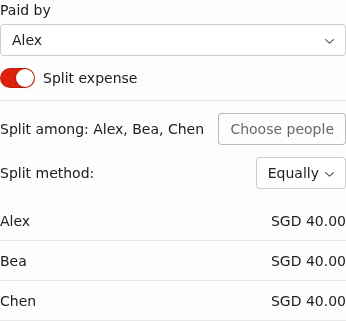 Paid by
Alex
Split expense
Split among: Alex, Bea, Chen
Choose people
Split method:
Equally
Alex SGD 40.00
Bea SGD 40.00
Chen SGD 40.00